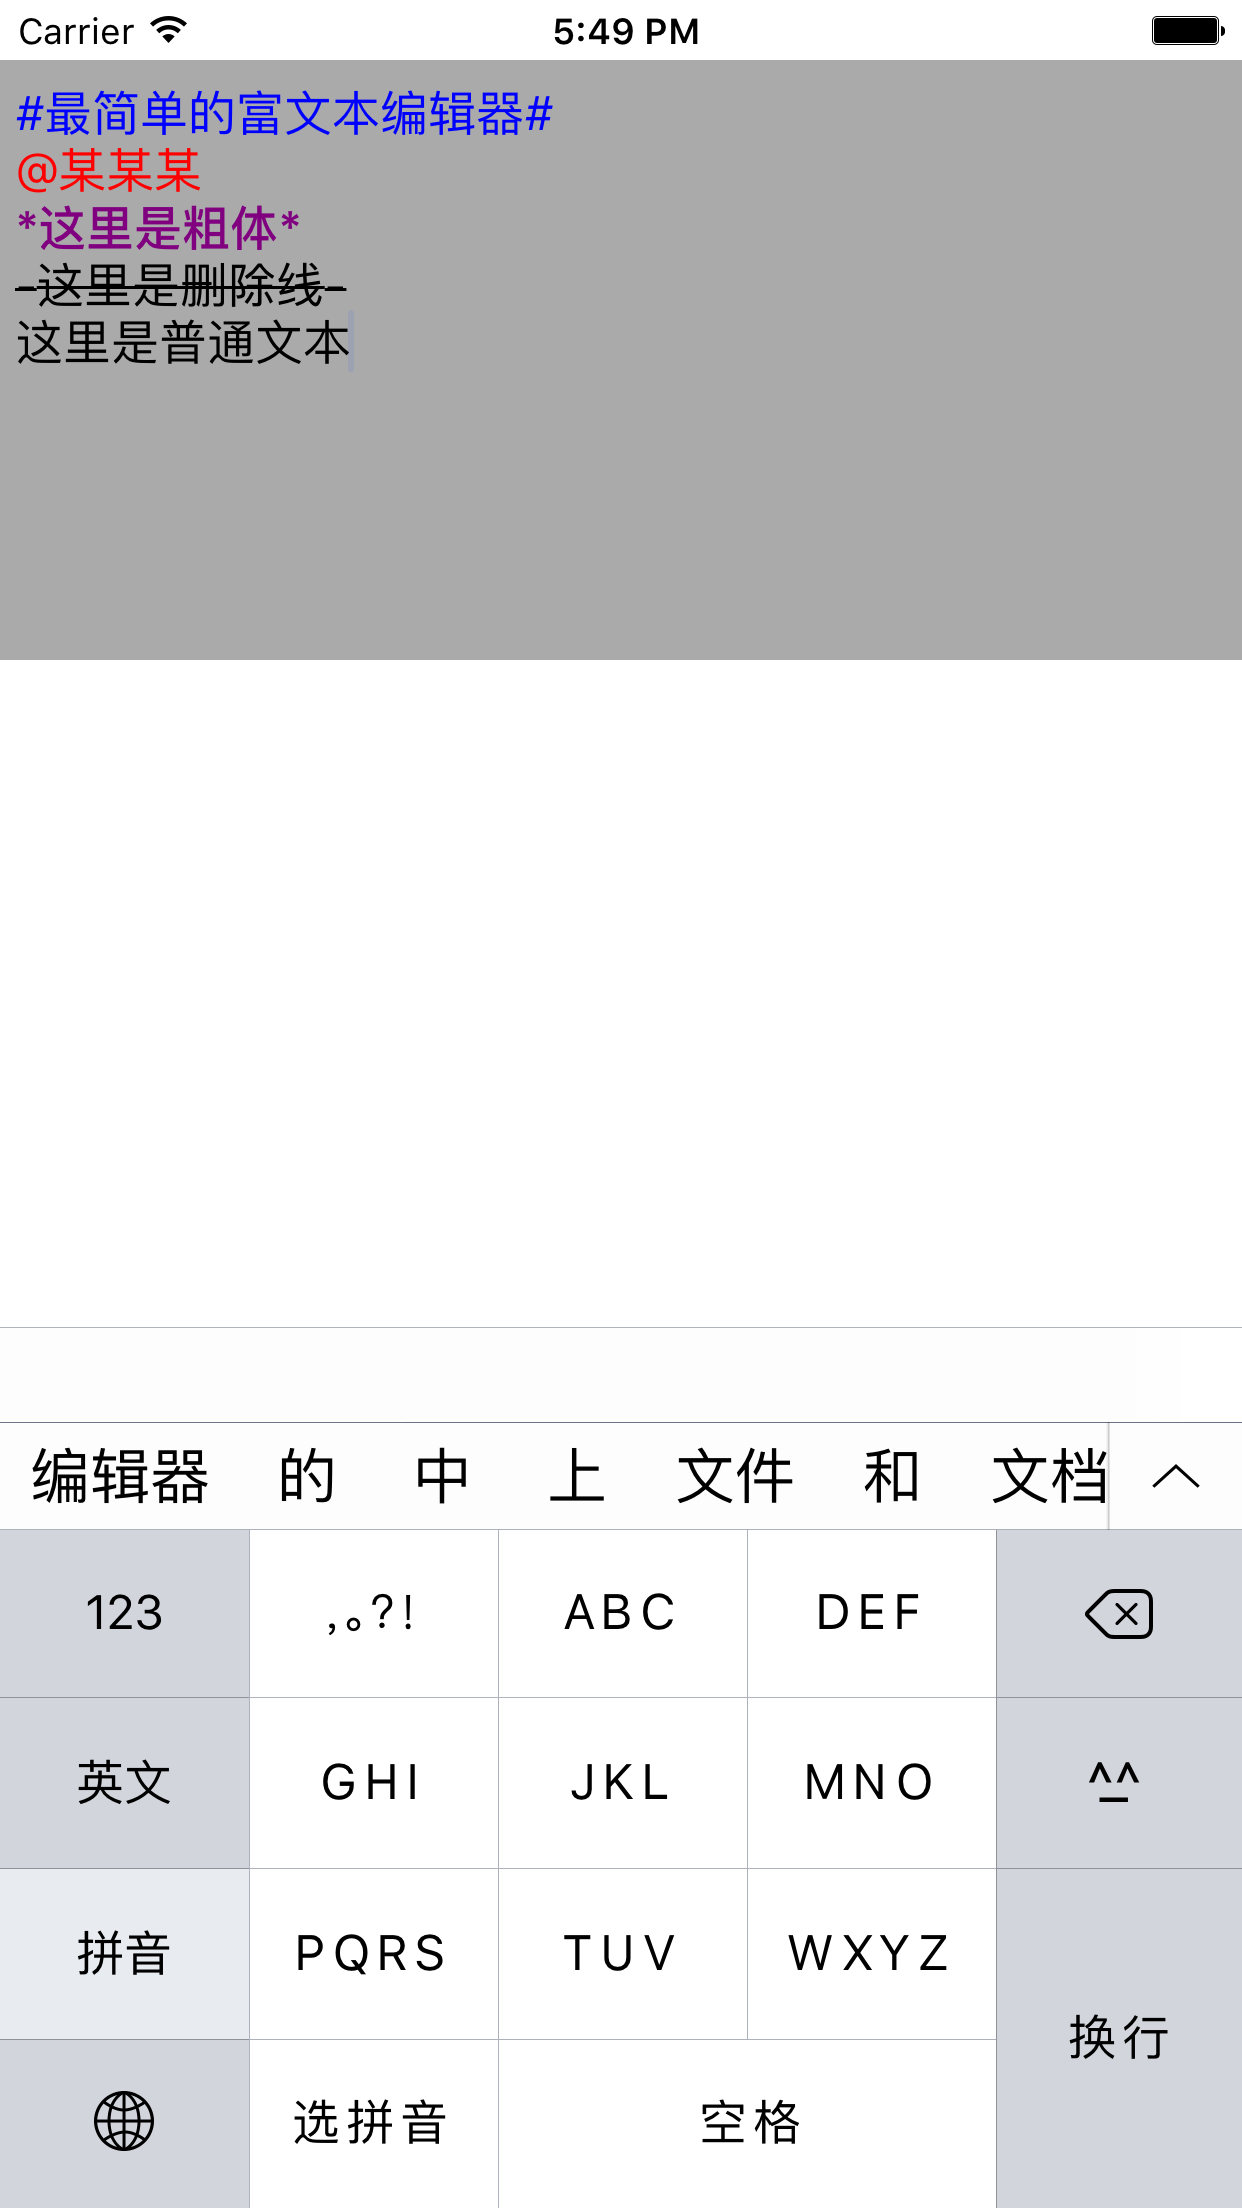 Carrier 5:49 PM
#最简单的富文本编辑器#
@某某某
*这里是粗体*
-这里是删除线-
这里是普通文本
编辑器 的 中 上 文件 和 文档
123 ,。?! ABC DEF
英文 GHI JKL MNO ^_^
拼音 PQRS TUV WXYZ
换行
选拼音 空格